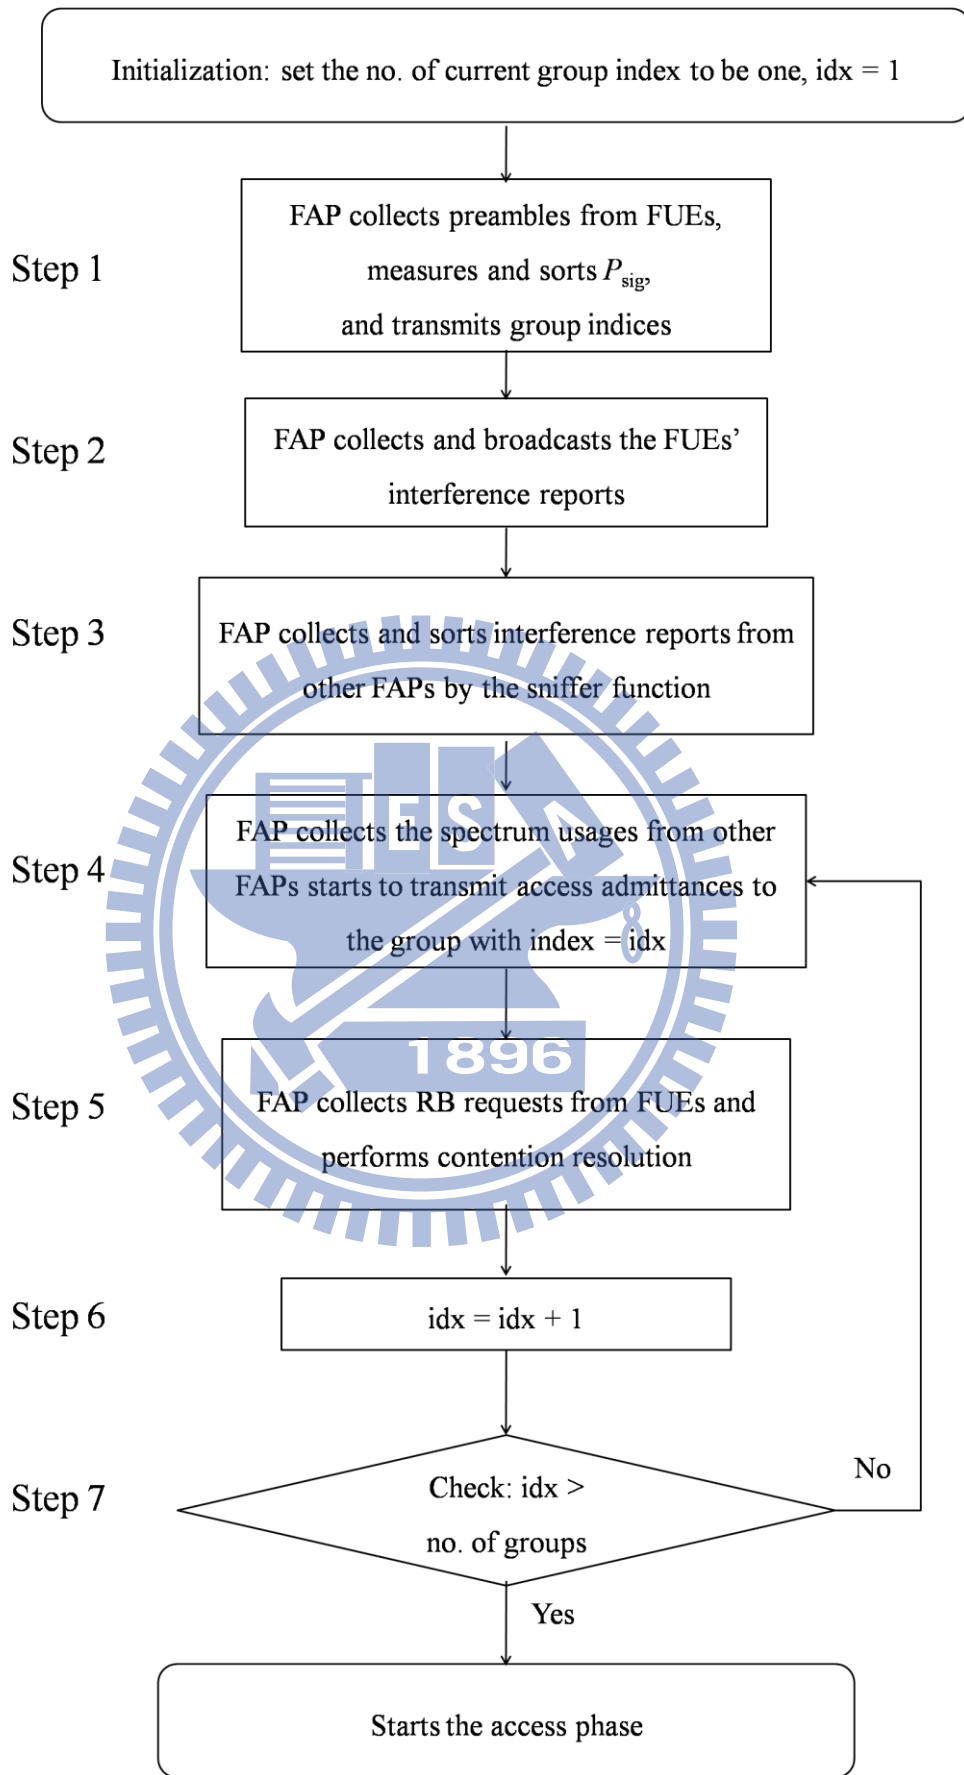 Initialization: set the no. of current group index to be one, idx = 1
Step 1
FAP collects preambles from FUEs,
measures and sorts Psig,
and transmits group indices
Step 2
FAP collects and broadcasts the FUEs’
interference reports
Step 3
FAP collects and sorts interference reports from
other FAPs by the sniffer function
ESA
Step 4
FAP collects the spectrum usages from other
FAPs starts to transmit access admittances to
the group with index = idx
8
1896
Step 5
FAP collects RB requests from FUEs and
performs contention resolution
Step 6
idx = idx + 1
Step 7
Check: idx >
no. of groups
No
Yes
Starts the access phase